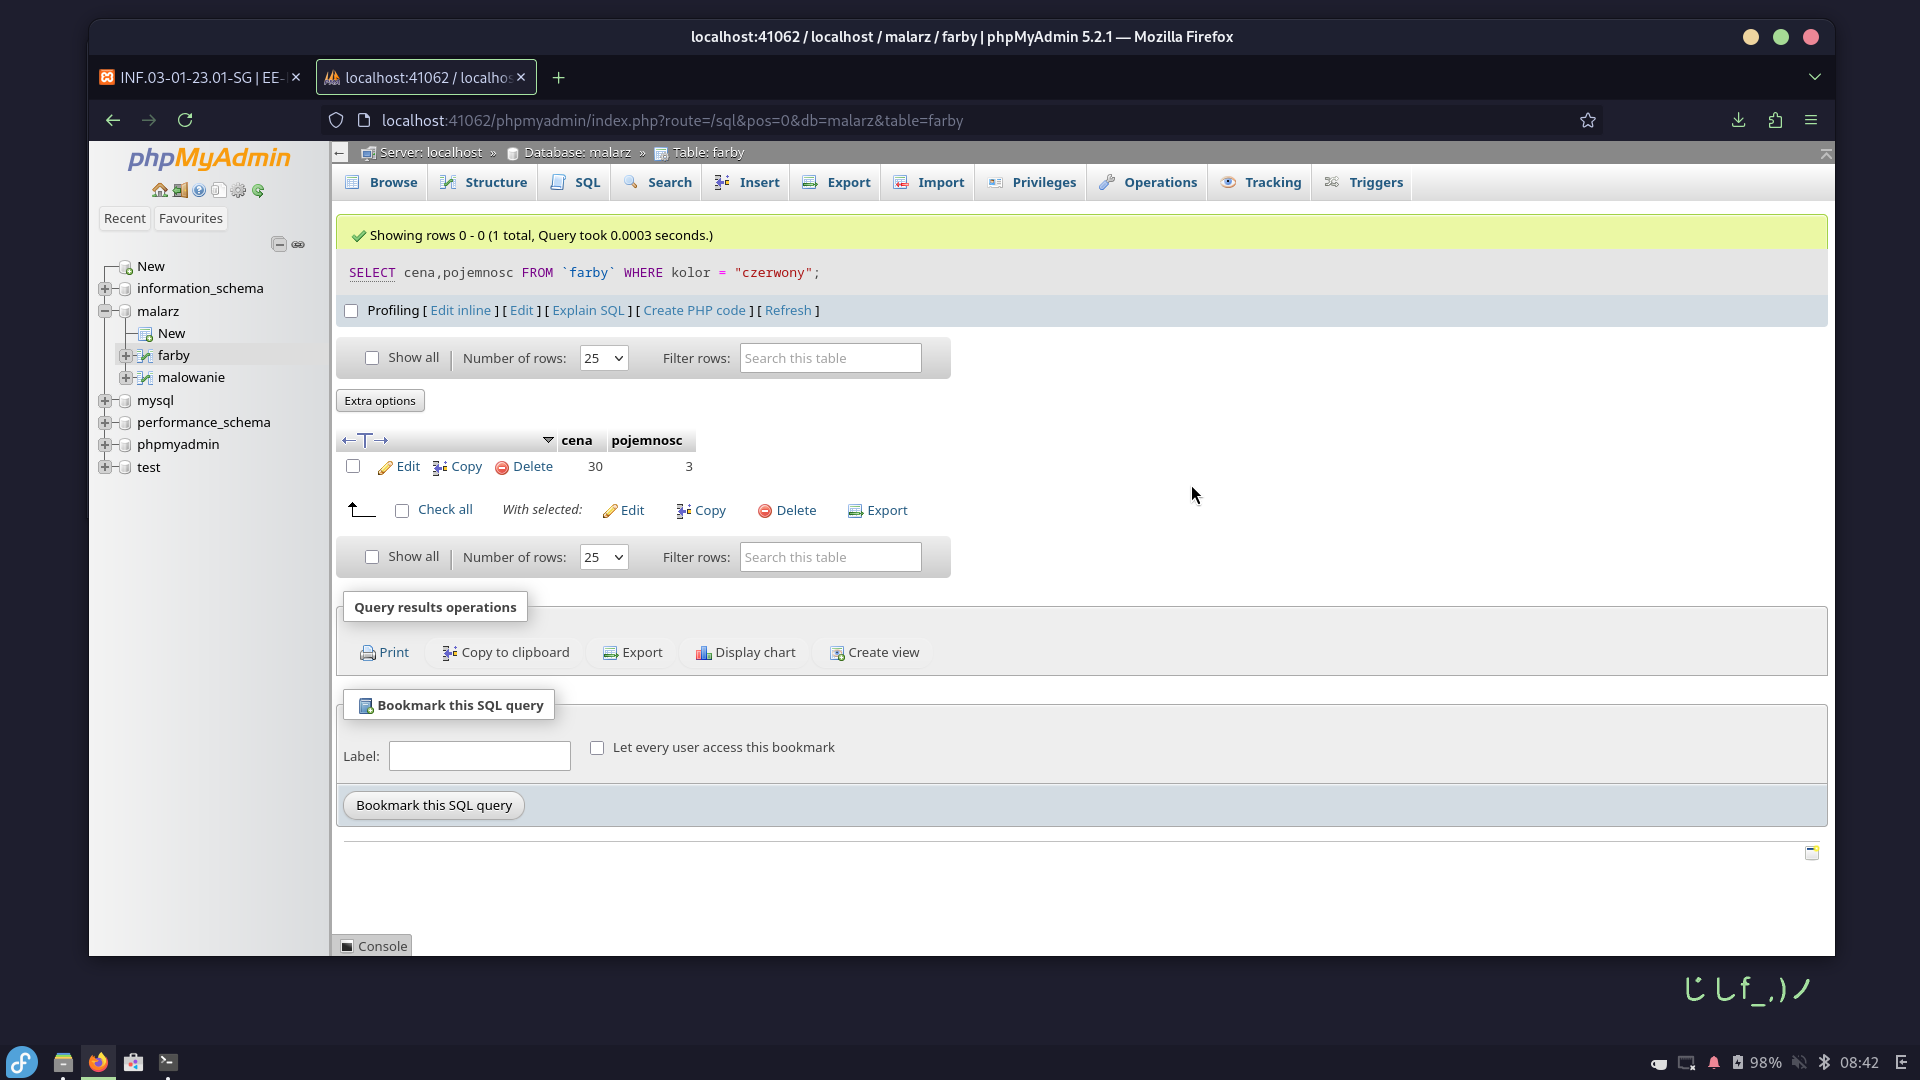 localhost:41062 / localhost / malarz / farby | phpMyAdmin 5.2.1 — Mozilla Firefox
INF.03-01-23.01-SG | EE-
localhost:41062 / localhos
localhost:41062/phpmyadmin/index.php?route=/sql&pos=0&db=malarz&table=farby
phpMyAdmin
Recent Favourites
New
information_schema
malarz
New
farby
malowanie
mysql
performance_schema
phpmyadmin
test
Server: localhost » Database: malarz » Table: farby
Browse Structure SQL Search Insert Export Import Privileges Operations Tracking Triggers
Showing rows 0 - 0 (1 total, Query took 0.0003 seconds.)
SELECT cena,pojemnosc FROM `farby` WHERE kolor = "czerwony";
Profiling [ Edit inline ] [ Edit ] [ Explain SQL ] [ Create PHP code ] [ Refresh ]
Show all Number of rows: 25 Filter rows: Search this table
Extra options
←T→ cena pojemnosc
Edit Copy Delete 30 3
Check all With selected: Edit Copy Delete Export
Show all Number of rows: 25 Filter rows: Search this table
Query results operations
Print Copy to clipboard Export Display chart Create view
Bookmark this SQL query
Label: Let every user access this bookmark
Bookmark this SQL query
Console
じしf_,)ノ
98% 08:42